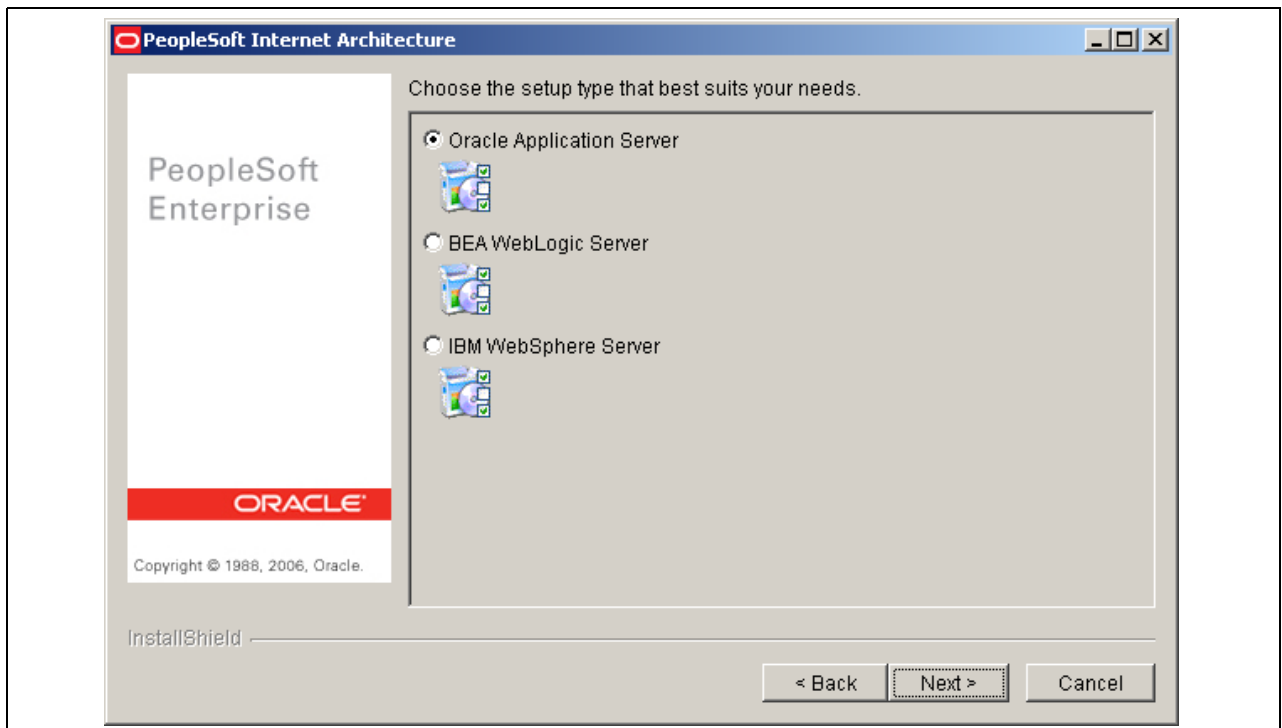 PeopleSoft Internet Architecture
Choose the setup type that best suits your needs.
Oracle Application Server
BEA WebLogic Server
IBM WebSphere Server
PeopleSoft
Enterprise
ORACLE
Copyright © 1988, 2006, Oracle.
InstallShield
< Back
Next >
Cancel